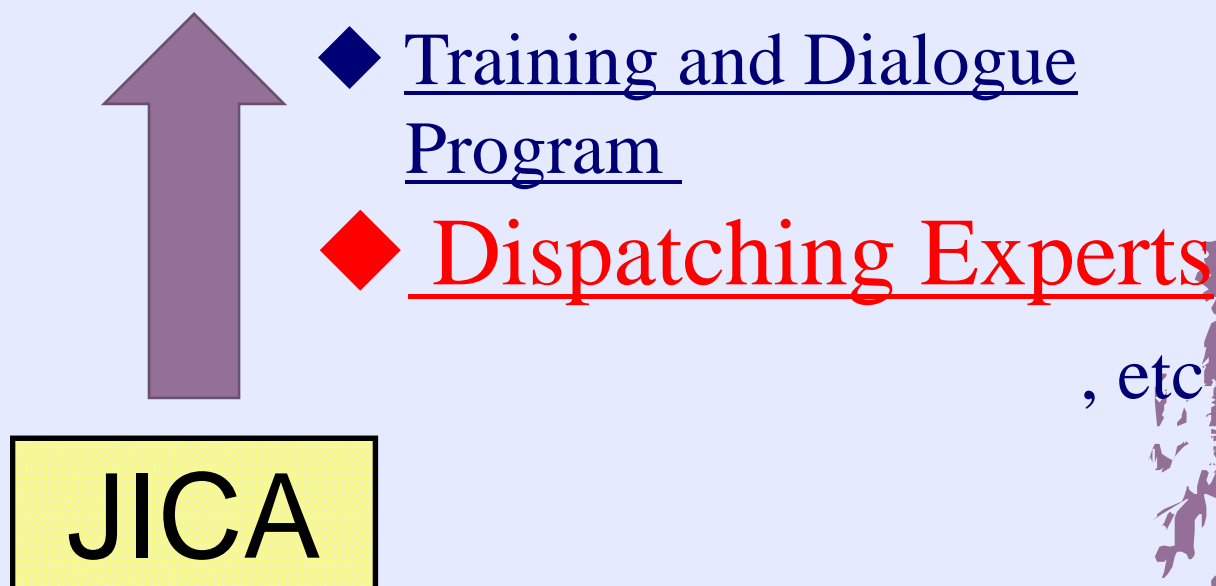 ◆ Training and Dialogue
Program
◆ Dispatching Experts
, etc
JICA